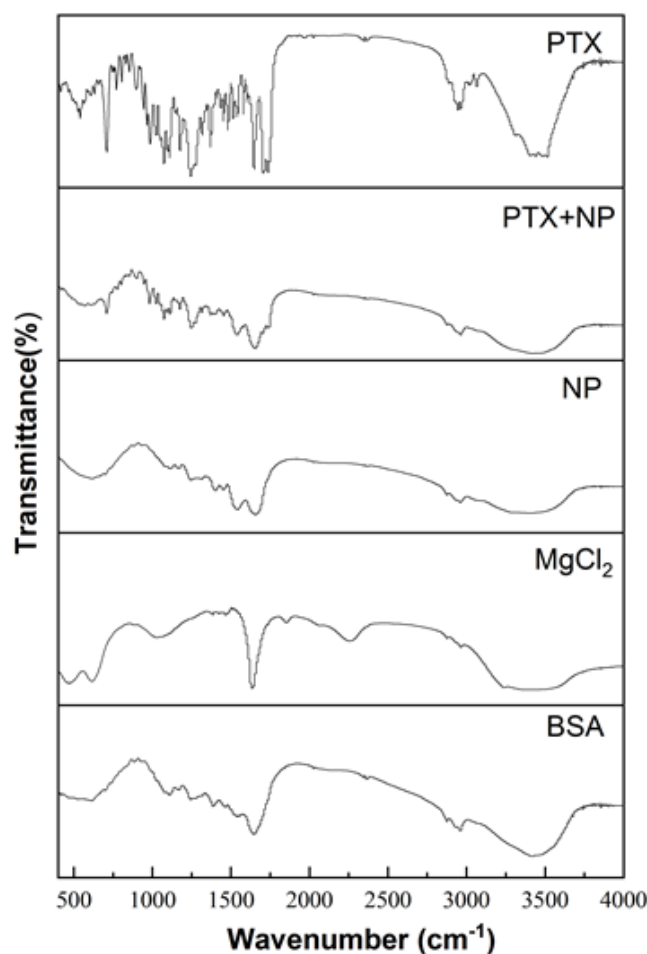 PTX
PTX+NP
NP
MgCl₂
BSA
Transmittance(%)
500 1000 1500 2000 2500 3000 3500 4000
Wavenumber (cm⁻¹)